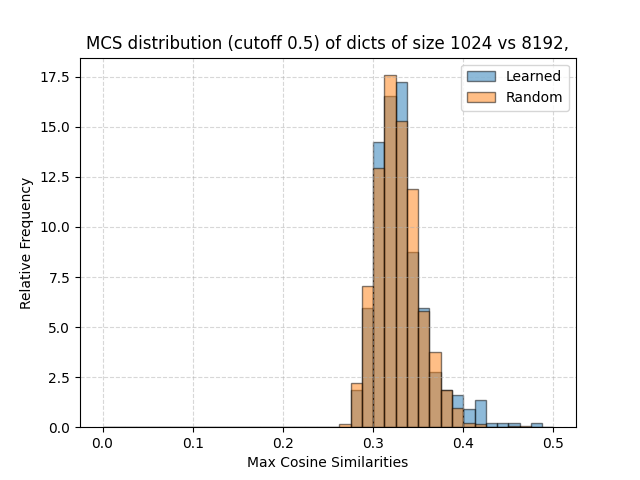 MCS distribution (cutoff 0.5) of dicts of size 1024 vs 8192,
Learned
Random
17.5
15.0
12.5
10.0
7.5
5.0
2.5
0.0
Relative Frequency
0.0 0.1 0.2 0.3 0.4 0.5
Max Cosine Similarities